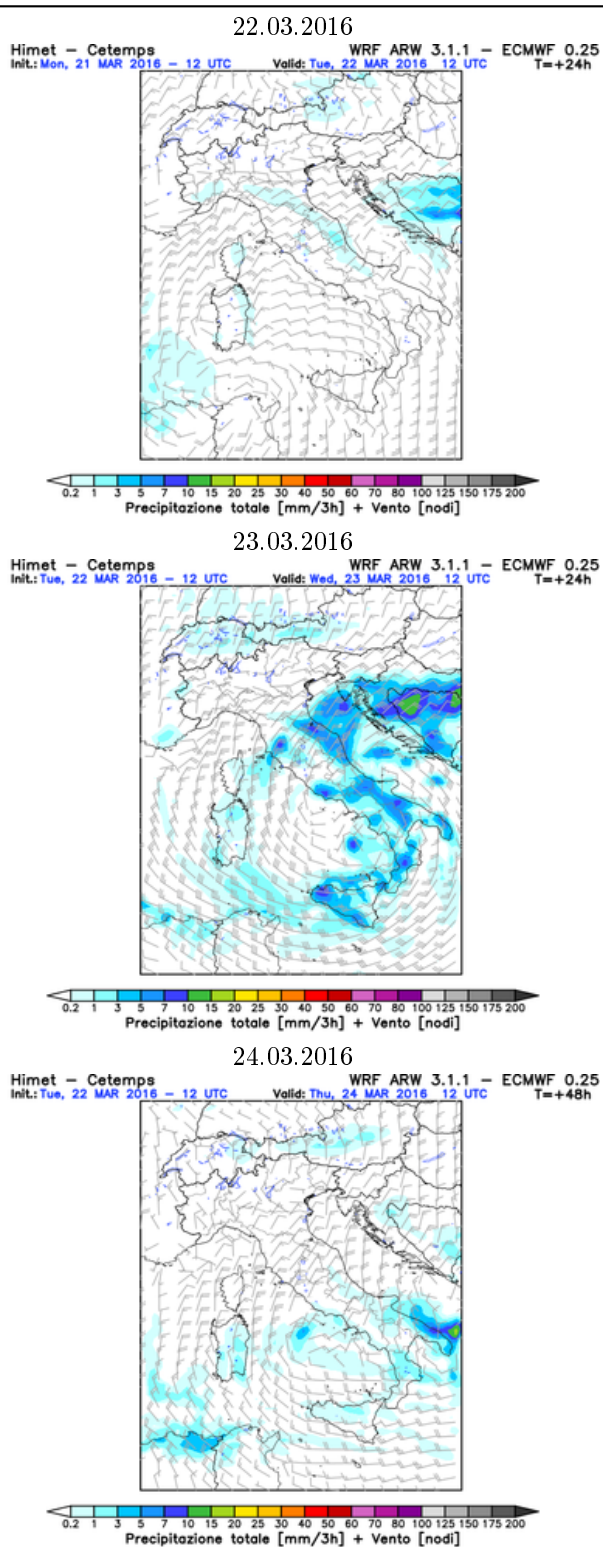 22.03.2016
Himet – Cetemps WRF ARW 3.1.1 – ECMWF 0.25
Init.: Mon, 21 MAR 2016 – 12 UTC Valid: Tue, 22 MAR 2016 12 UTC T=+24h
0.2 1 3 5 7 10 15 20 25 30 40 50 60 70 80 100 125 150 175 200
Precipitazione totale [mm/3h] + Vento [nodi]
23.03.2016
Himet – Cetemps WRF ARW 3.1.1 – ECMWF 0.25
Init.: Tue, 22 MAR 2016 – 12 UTC Valid: Wed, 23 MAR 2016 12 UTC T=+24h
0.2 1 3 5 7 10 15 20 25 30 40 50 60 70 80 100 125 150 175 200
Precipitazione totale [mm/3h] + Vento [nodi]
24.03.2016
Himet – Cetemps WRF ARW 3.1.1 – ECMWF 0.25
Init.: Tue, 22 MAR 2016 – 12 UTC Valid: Thu, 24 MAR 2016 12 UTC T=+48h
0.2 1 3 5 7 10 15 20 25 30 40 50 60 70 80 100 125 150 175 200
Precipitazione totale [mm/3h] + Vento [nodi]